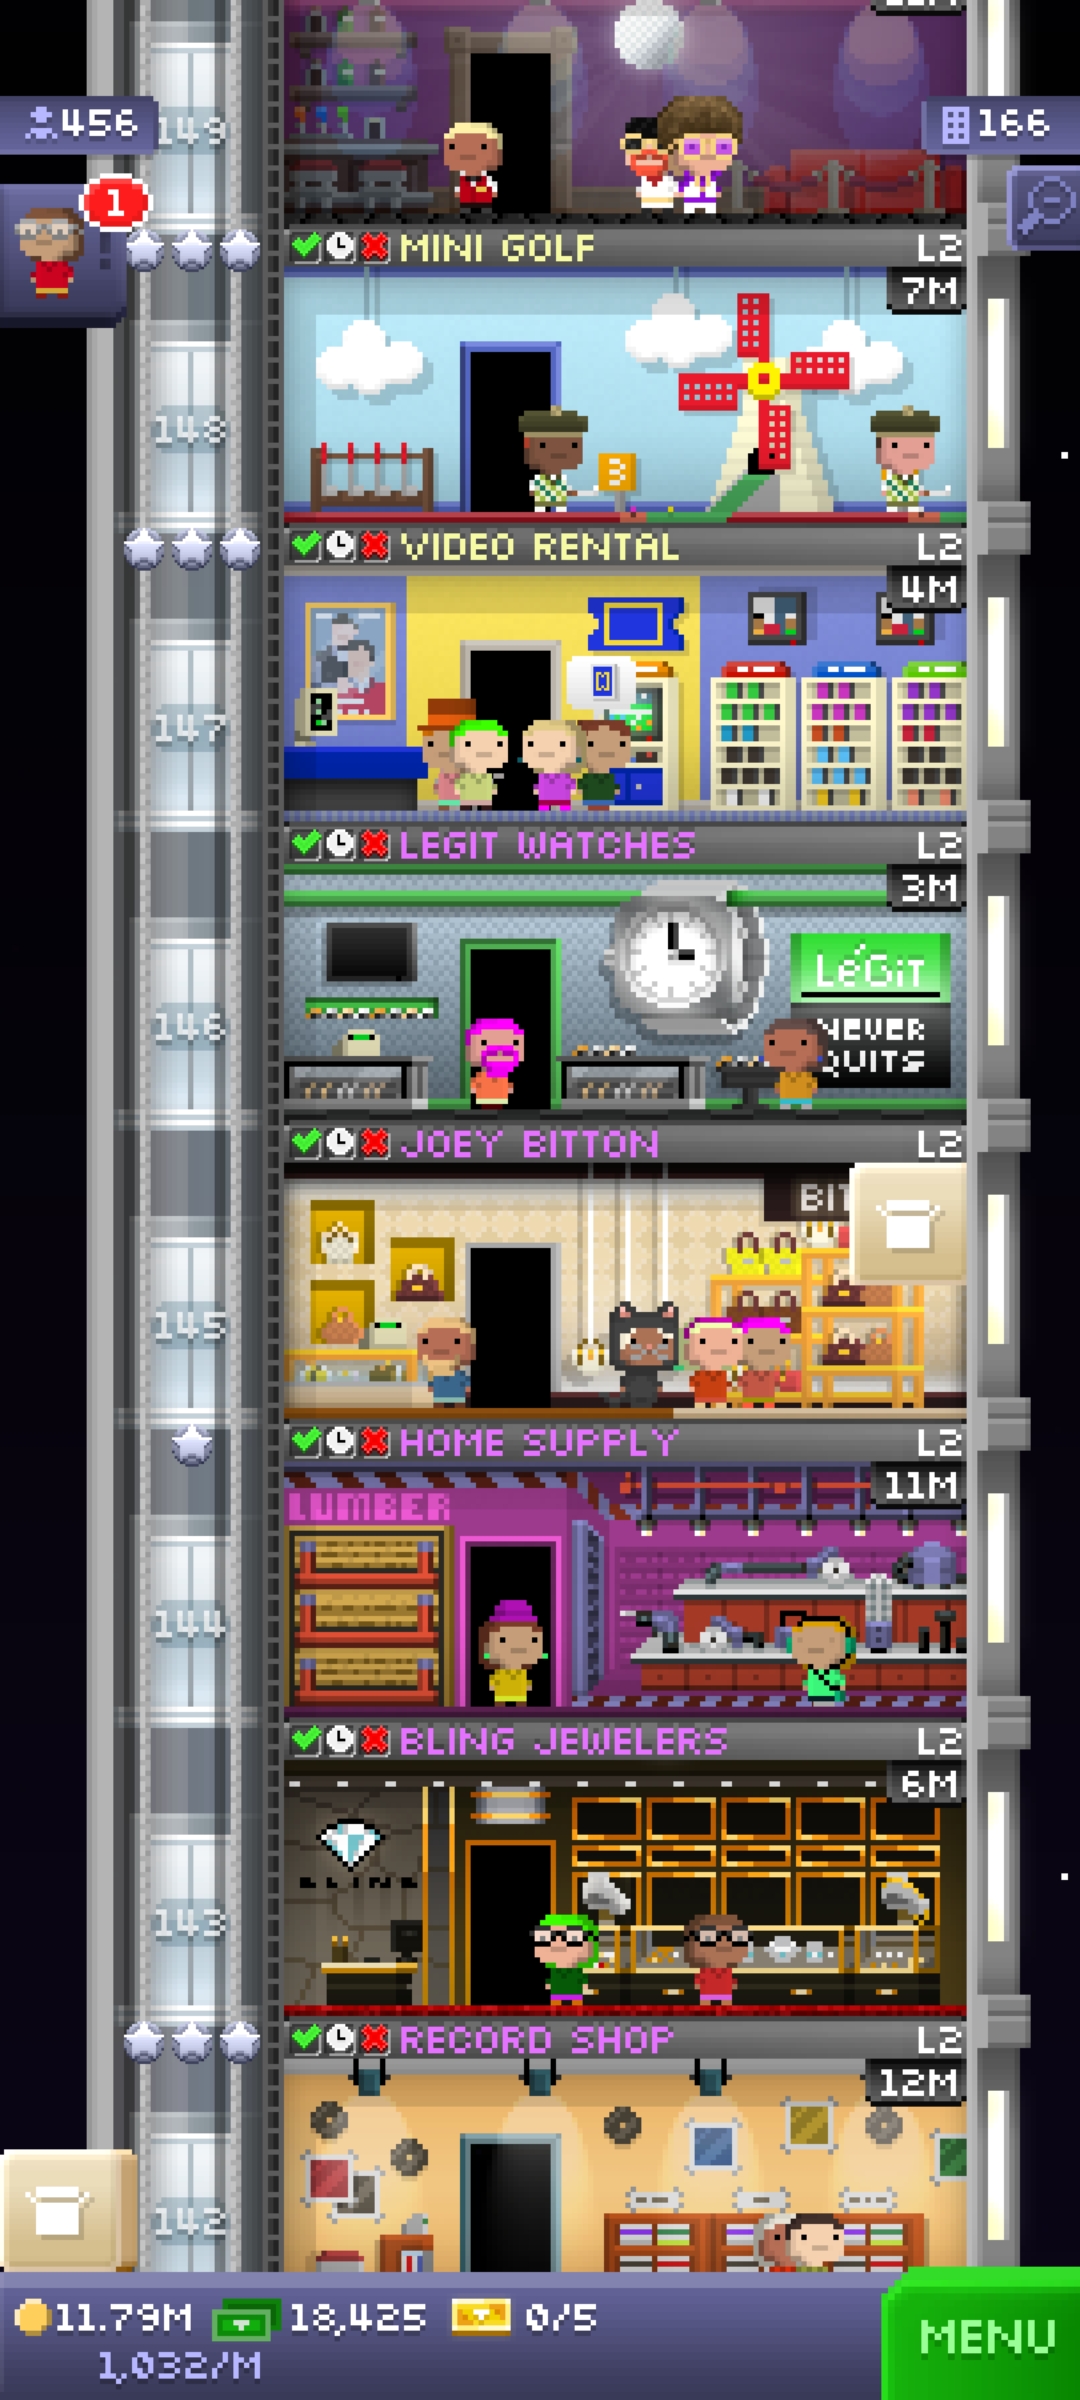 456
149
166
1
MINI GOLF L2
7M
148
3
VIDEO RENTAL L2
4M
147
LEGIT WATCHES L2
3M
LéGiT
146
NEVER
QUITS
JOEY BITTON L2
BIT
145
HOME SUPPLY L2
11M
LUMBER
144
BLING JEWELERS L2
6M
BLING
143
RECORD SHOP L2
12M
142
11.79M 18,425 0/5
MENU
1,032/M